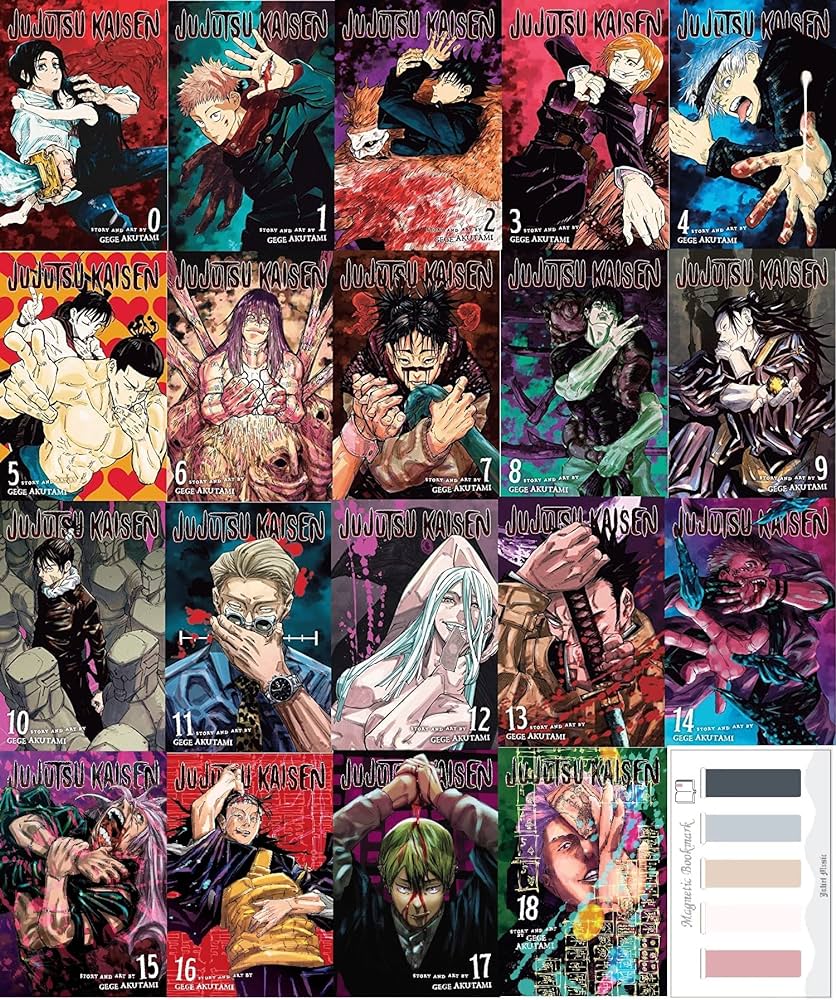 JUJUTSU KAISEN
0
STORY AND ART BY
GEGE AKUTAMI
JUJUTSU KAISEN
1
STORY AND ART BY
GEGE AKUTAMI
JUJUTSU KAISEN
2
STORY AND ART BY
GEGE AKUTAMI
JUJUTSU KAISEN
3
STORY AND ART BY
GEGE AKUTAMI
JUJUTSU KAISEN
4
STORY AND ART BY
GEGE AKUTAMI
JUJUTSU KAISEN
5
STORY AND ART BY
GEGE AKUTAMI
JUJUTSU KAISEN
6
STORY AND ART BY
GEGE AKUTAMI
JUJUTSU KAISEN
7
STORY AND ART BY
GEGE AKUTAMI
JUJUTSU KAISEN
8
STORY AND ART BY
GEGE AKUTAMI
JUJUTSU KAISEN
9
STORY AND ART BY
GEGE AKUTAMI
JUJUTSU KAISEN
10
STORY AND ART BY
GEGE AKUTAMI
JUJUTSU KAISEN
11
STORY AND ART BY
GEGE AKUTAMI
JUJUTSU KAISEN
12
STORY AND ART BY
GEGE AKUTAMI
JUJUTSU KAISEN
13
STORY AND ART BY
GEGE AKUTAMI
JUJUTSU KAISEN
14
STORY AND ART BY
GEGE AKUTAMI
JUJUTSU KAISEN
15
STORY AND ART BY
GEGE AKUTAMI
JUJUTSU KAISEN
16
STORY AND ART BY
GEGE AKUTAMI
JUJUTSU KAISEN
17
STORY AND ART BY
GEGE AKUTAMI
JUJUTSU KAISEN
18
STORY AND ART BY
GEGE
AKUTAMI
Magnetic Bookmark